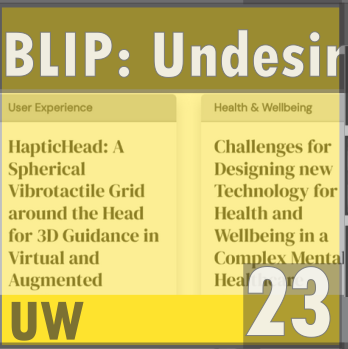 BLIP: Undesir
User Experience
HapticHead: A
Spherical
Vibrotactile Grid
around the Head
for 3D Guidance in
Virtual and
Augmented
Health & Wellbeing
Challenges for
Designing new
Technology for
Health and
Wellbeing in a
Complex Mental
UW
23